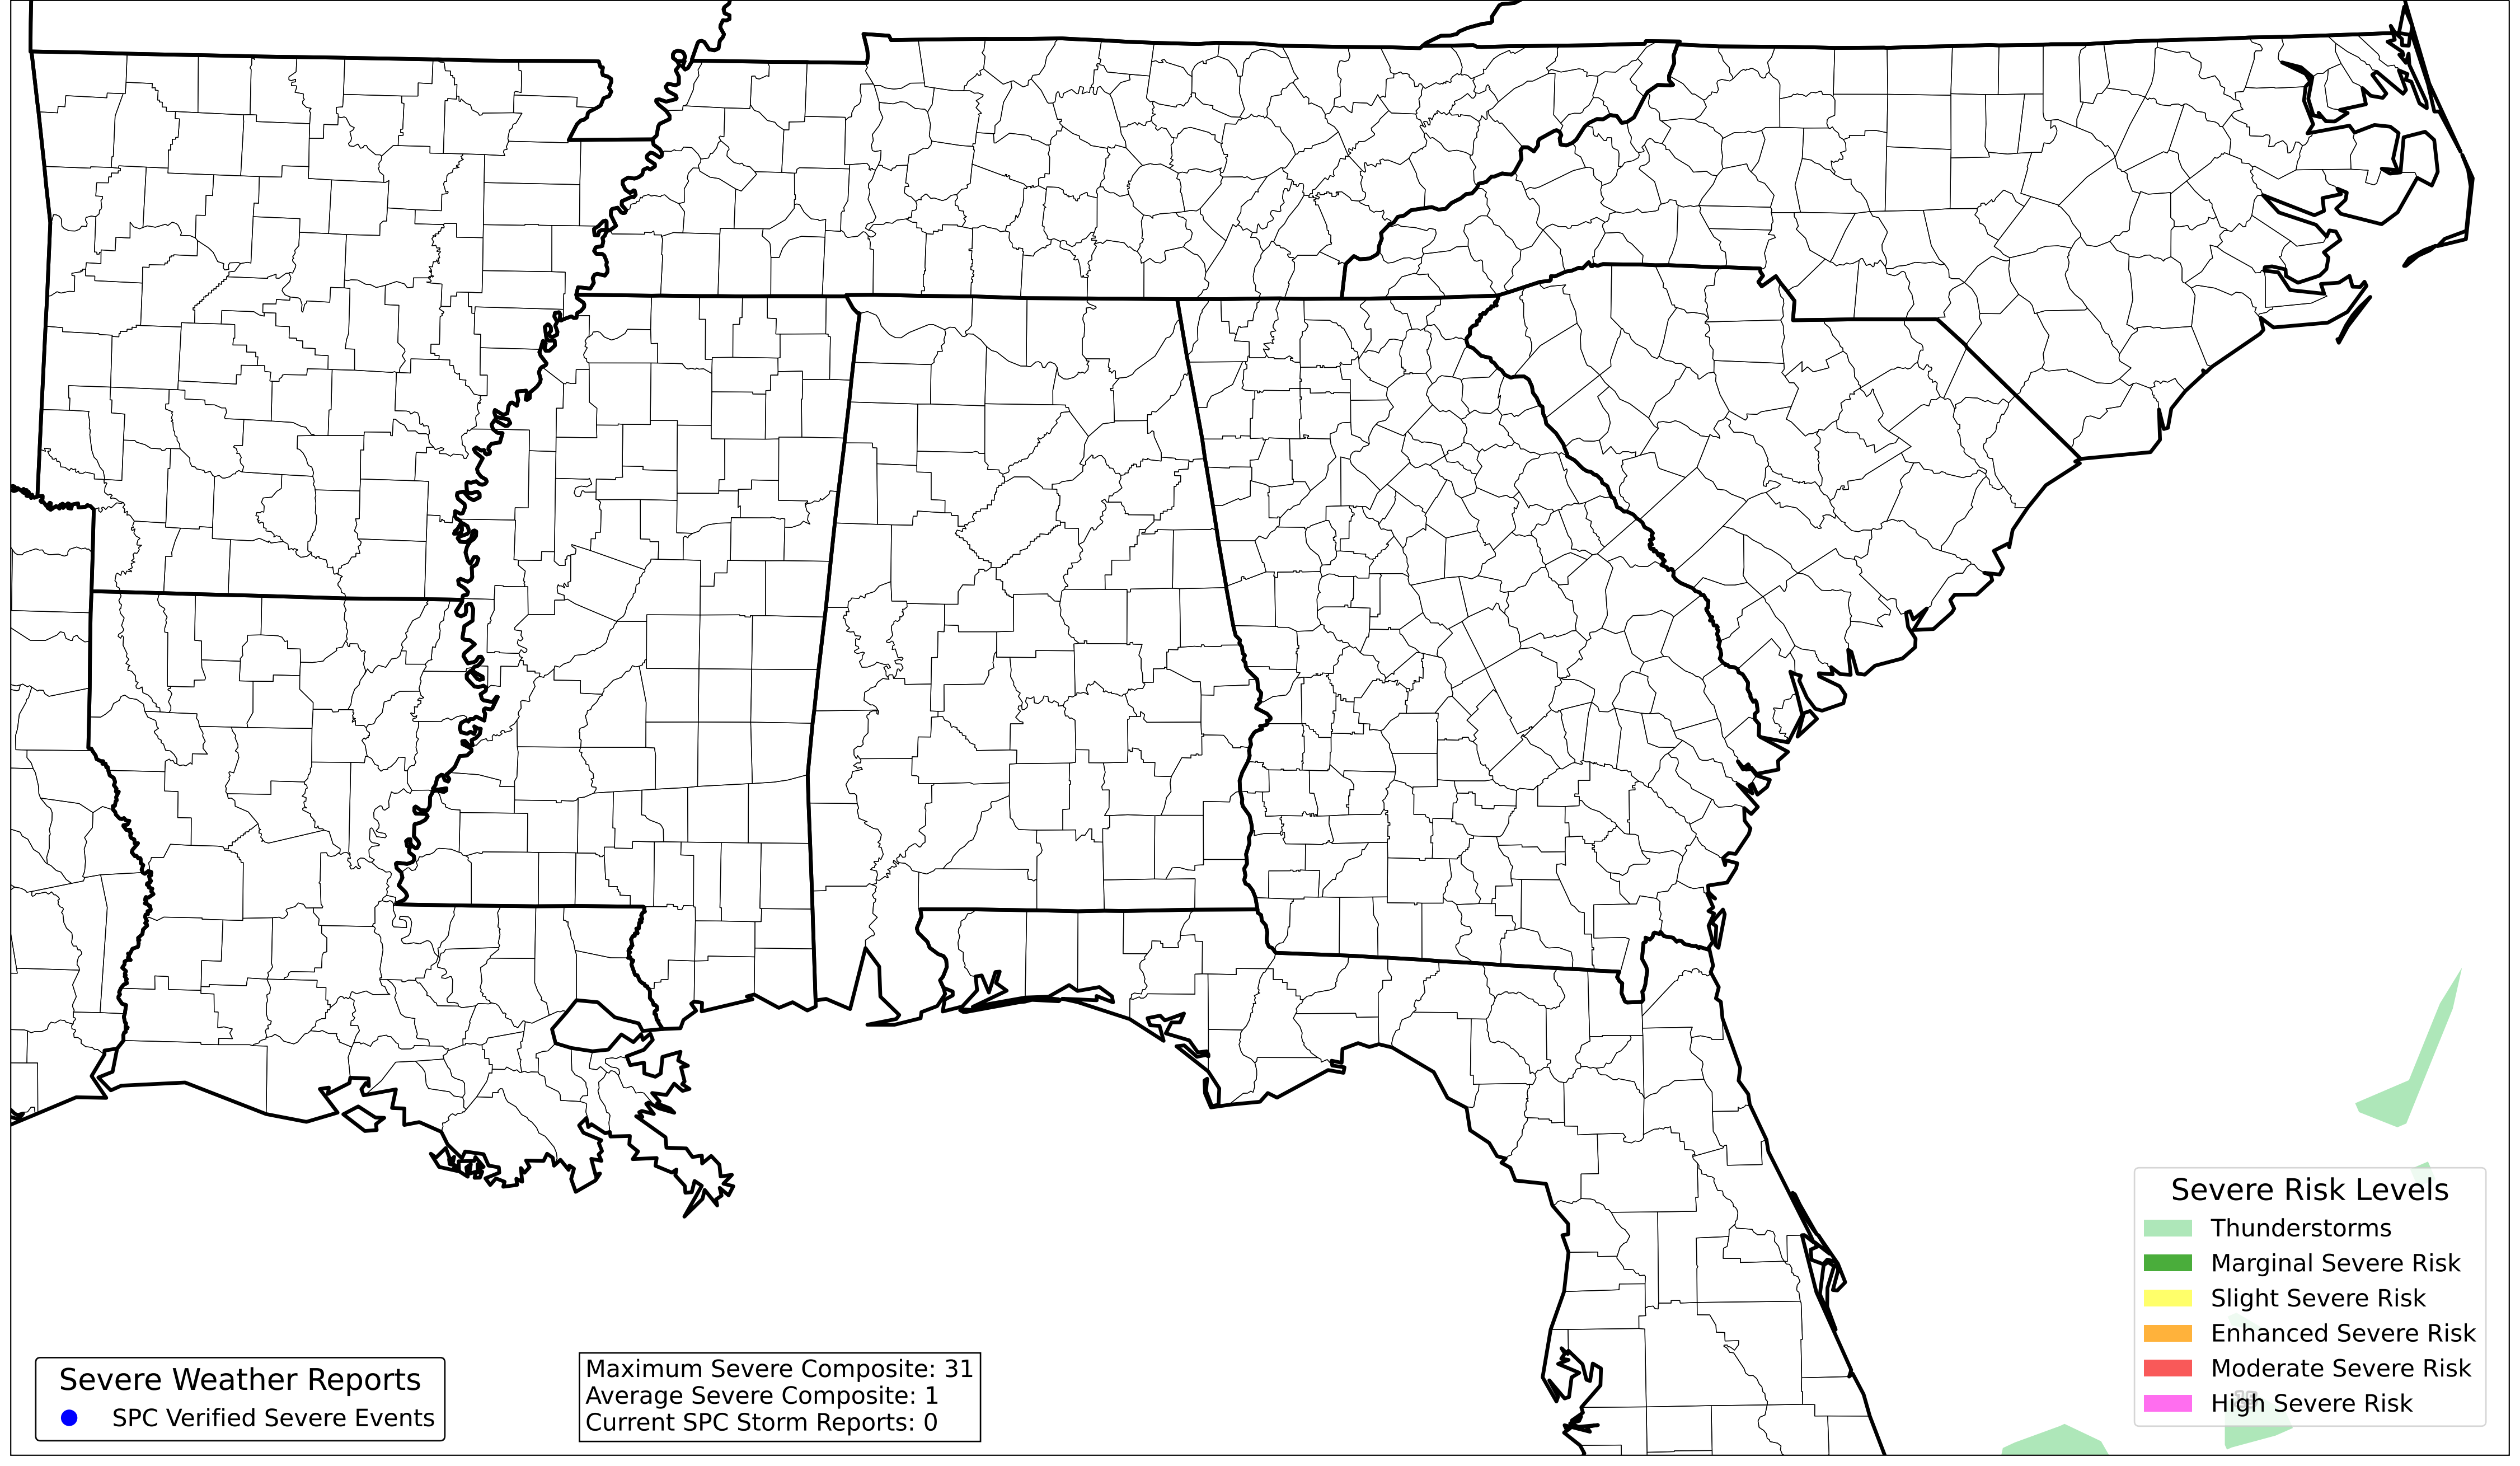 Severe Risk Levels
Thunderstorms
Marginal Severe Risk
Slight Severe Risk
Enhanced Severe Risk
Moderate Severe Risk
High Severe Risk
Severe Weather Reports
SPC Verified Severe Events
Maximum Severe Composite: 31
Average Severe Composite: 1
Current SPC Storm Reports: 0